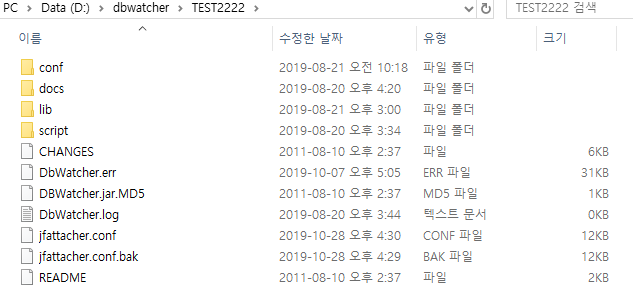 PC > Data (D:) > dbwatcher > TEST2222 > TEST2222 검색
이름 수정한 날짜 유형 크기
conf 2019-08-21 오전 10:18 파일 폴더
docs 2019-08-20 오후 4:20 파일 폴더
lib 2019-08-21 오후 3:00 파일 폴더
script 2019-08-20 오후 3:34 파일 폴더
CHANGES 2011-08-10 오후 2:37 파일 6KB
DbWatcher.err 2019-10-07 오후 5:05 ERR 파일 31KB
DBWatcher.jar.MD5 2011-08-10 오후 2:37 MD5 파일 1KB
DbWatcher.log 2019-08-20 오후 3:44 텍스트 문서 0KB
jfattacher.conf 2019-10-28 오후 4:30 CONF 파일 12KB
jfattacher.conf.bak 2019-10-28 오후 4:29 BAK 파일 12KB
README 2011-08-10 오후 2:37 파일 2KB